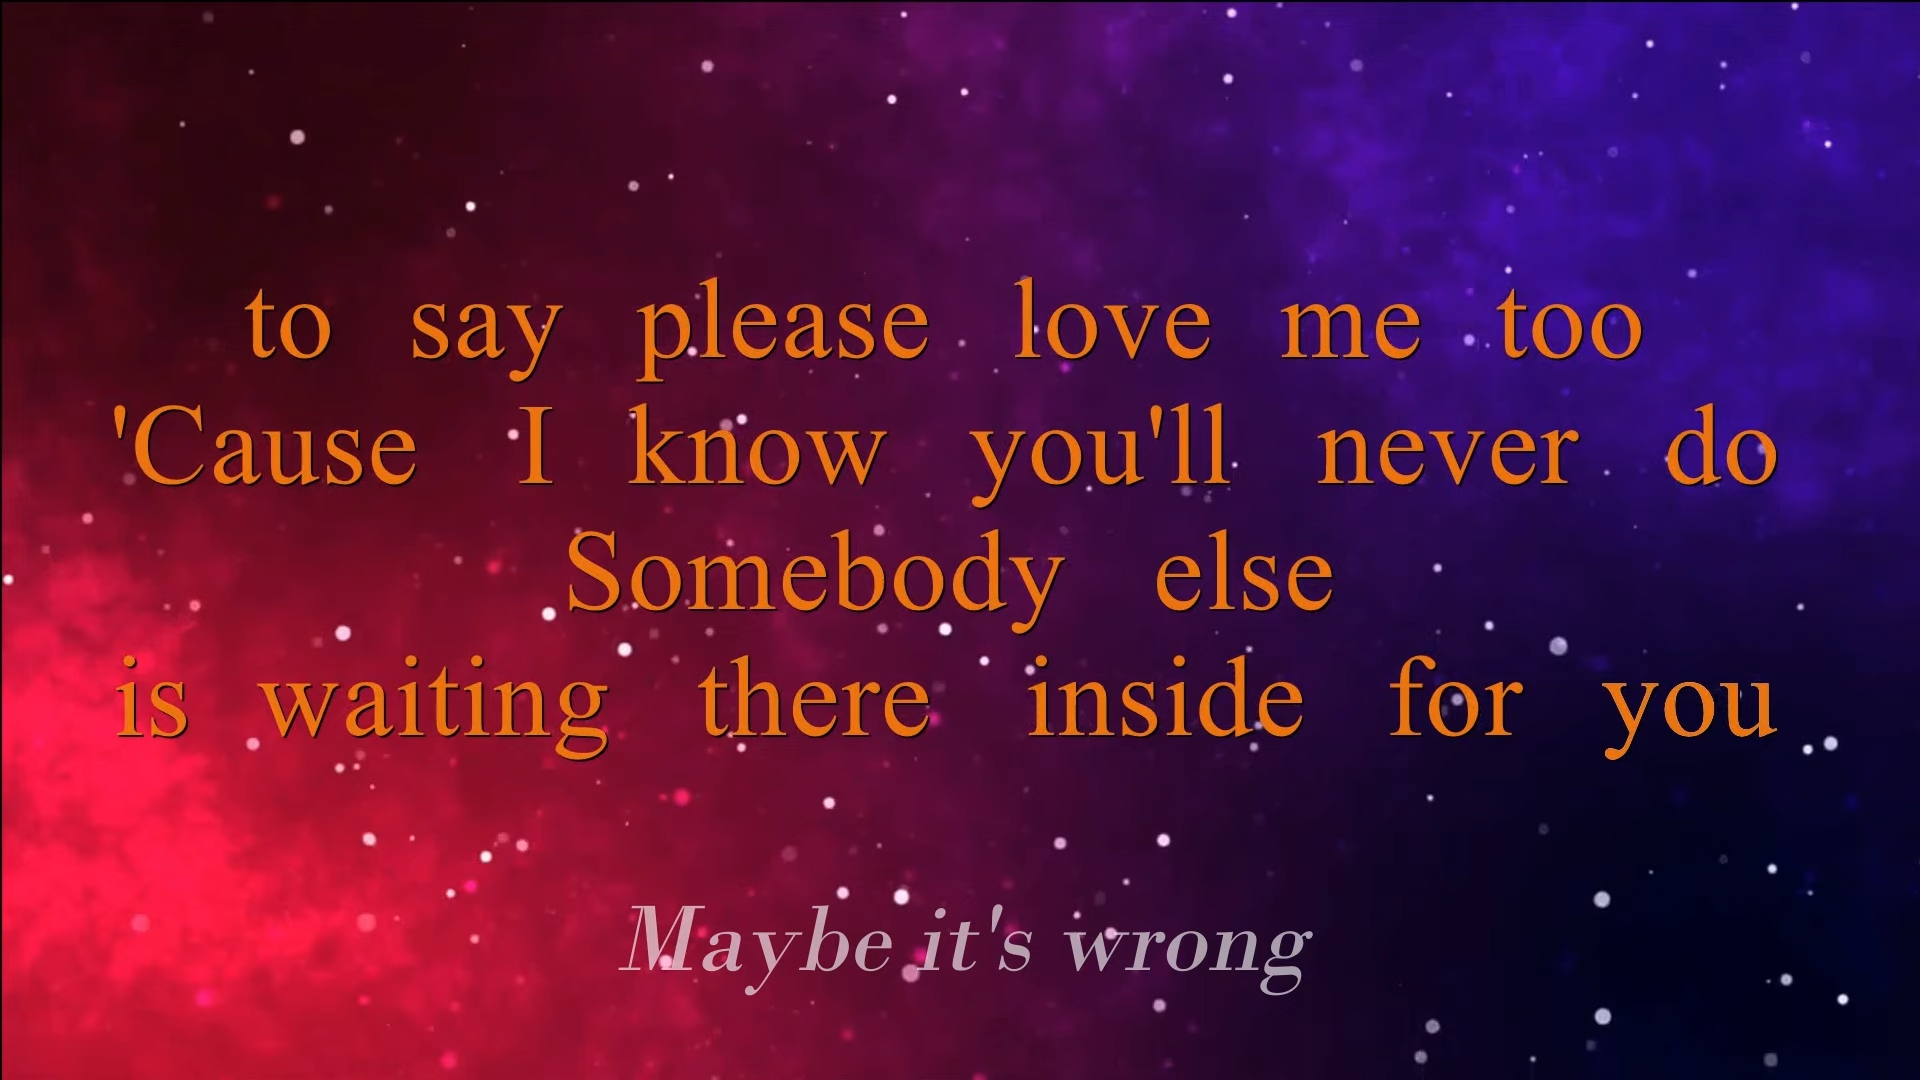 to say please love me too
'Cause I know you'll never do
Somebody else
is waiting there inside for you
Maybe it's wrong